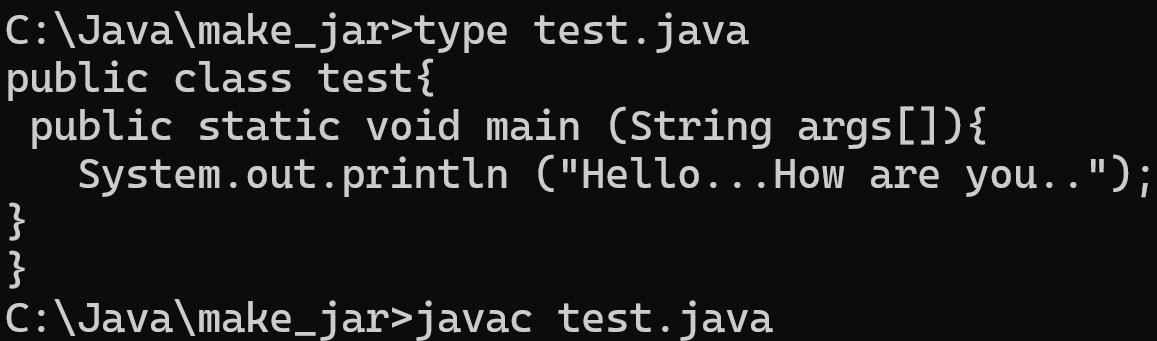 C:\Java\make_jar>type test.java
public class test{
 public static void main (String args[]){
   System.out.println ("Hello...How are you..");
}
}
C:\Java\make_jar>javac test.java